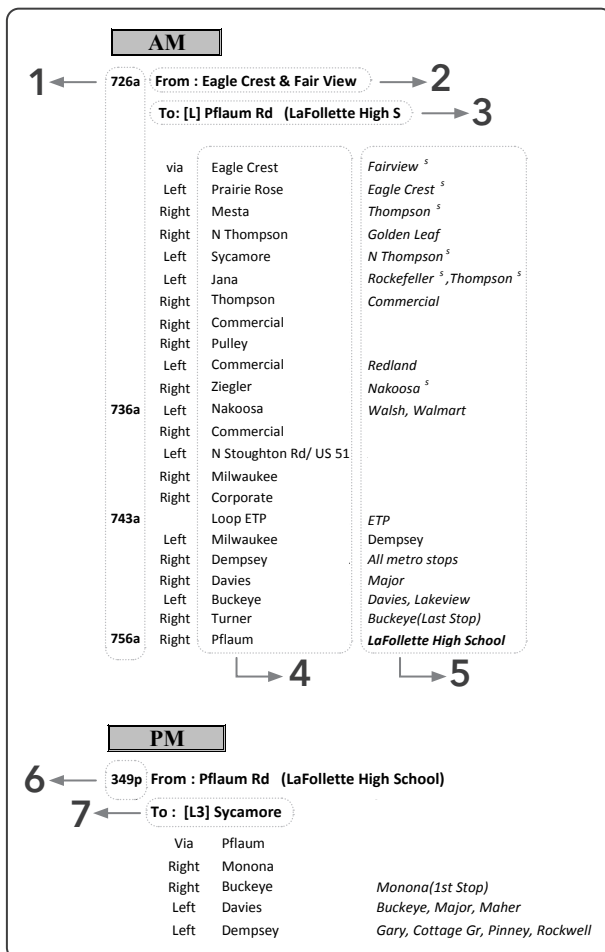 AM
1 726a From : Eagle Crest & Fair View 2
To: [L] Pflaum Rd (LaFollette High S 3
via Eagle Crest Fairview s
Left Prairie Rose Eagle Crest s
Right Mesta Thompson s
Right N Thompson Golden Leaf
Left Sycamore N Thompson s
Left Jana Rockefeller s ,Thompson s
Right Thompson Commercial
Right Commercial
Right Pulley
Left Commercial Redland
Right Ziegler Nakoosa s
736a Left Nakoosa Walsh, Walmart
Right Commercial
Left N Stoughton Rd/ US 51
Right Milwaukee
Right Corporate
743a Loop ETP ETP
Left Milwaukee Dempsey
Right Dempsey All metro stops
Right Davies Major
Left Buckeye Davies, Lakeview
Right Turner Buckeye(Last Stop)
756a Right Pflaum LaFollette High School
4 5
PM
6 349p From : Pflaum Rd (LaFollette High School)
7 To : [L3] Sycamore
Via Pflaum
Right Monona
Right Buckeye Monona(1st Stop)
Left Davies Buckeye, Major, Maher
Left Dempsey Gary, Cottage Gr, Pinney, Rockwell